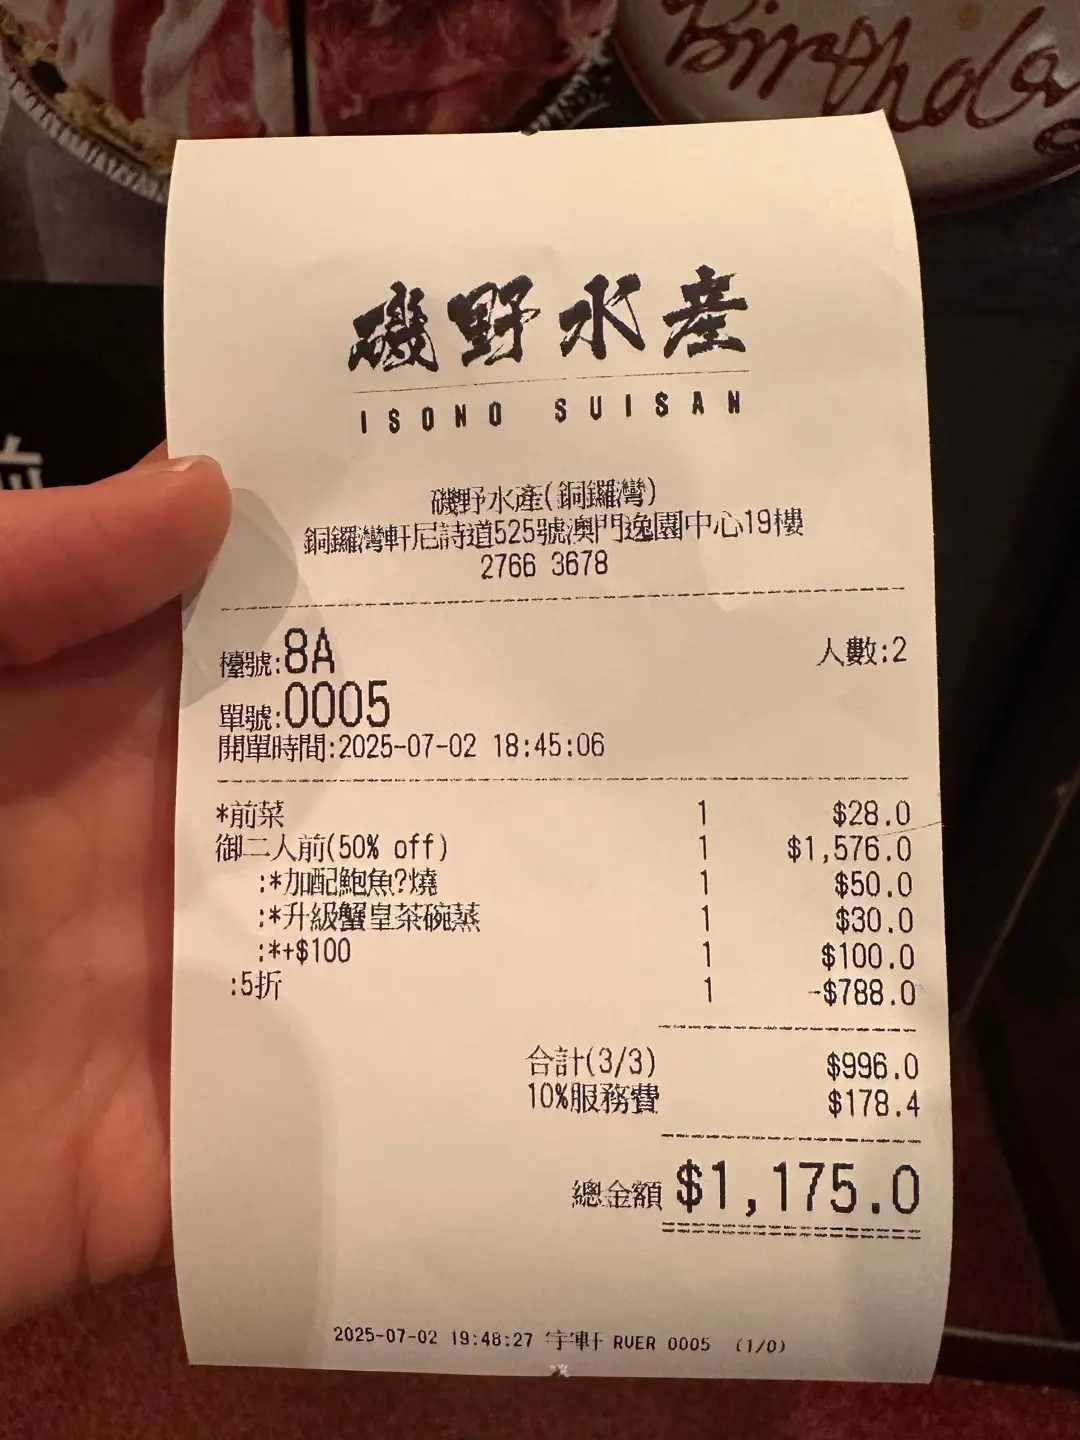 Birthda
磯野水産
ISONO SUISAN
磯野水產(銅鑼灣)
銅鑼灣軒尼詩道525號澳門逸園中心19樓
2766 3678
檯號:8A
人數:2
單號:0005
開單時間:2025-07-02 18:45:06
*前菜 1 $28.0
御二人前(50% off) 1 $1,576.0
:*加配鮑魚?燒 1 $50.0
:*升級蟹皇茶碗蒸 1 $30.0
:*+$100 1 $100.0
:5折 1 -$788.0
合計(3/3) $996.0
10%服務費 $178.4
總金額 $1,175.0
2025-07-02 19:48:27 宇軒 RVER 0005 (1/0)